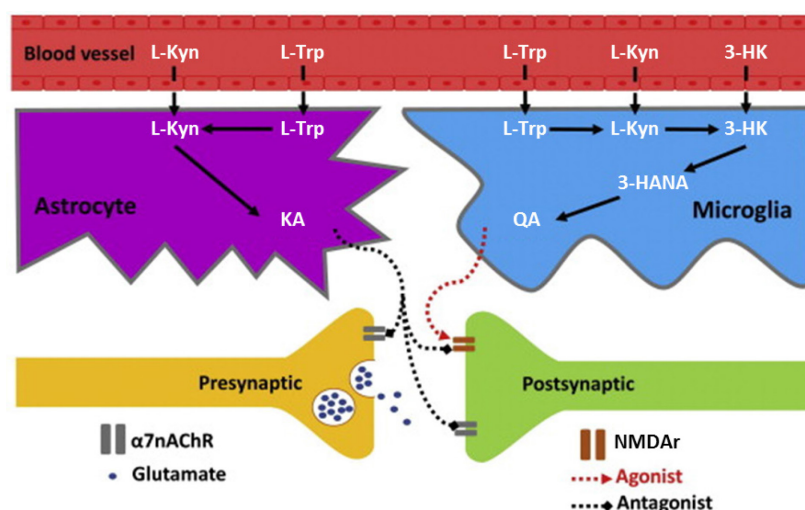 Blood vessel L-Kyn L-Trp L-Trp L-Kyn 3-HK
L-Kyn L-Trp L-Trp L-Kyn 3-HK
3-HANA
Astrocyte KA QA Microglia
Presynaptic Postsynaptic
α7nAChR NMDAr
Glutamate Agonist
Antagonist